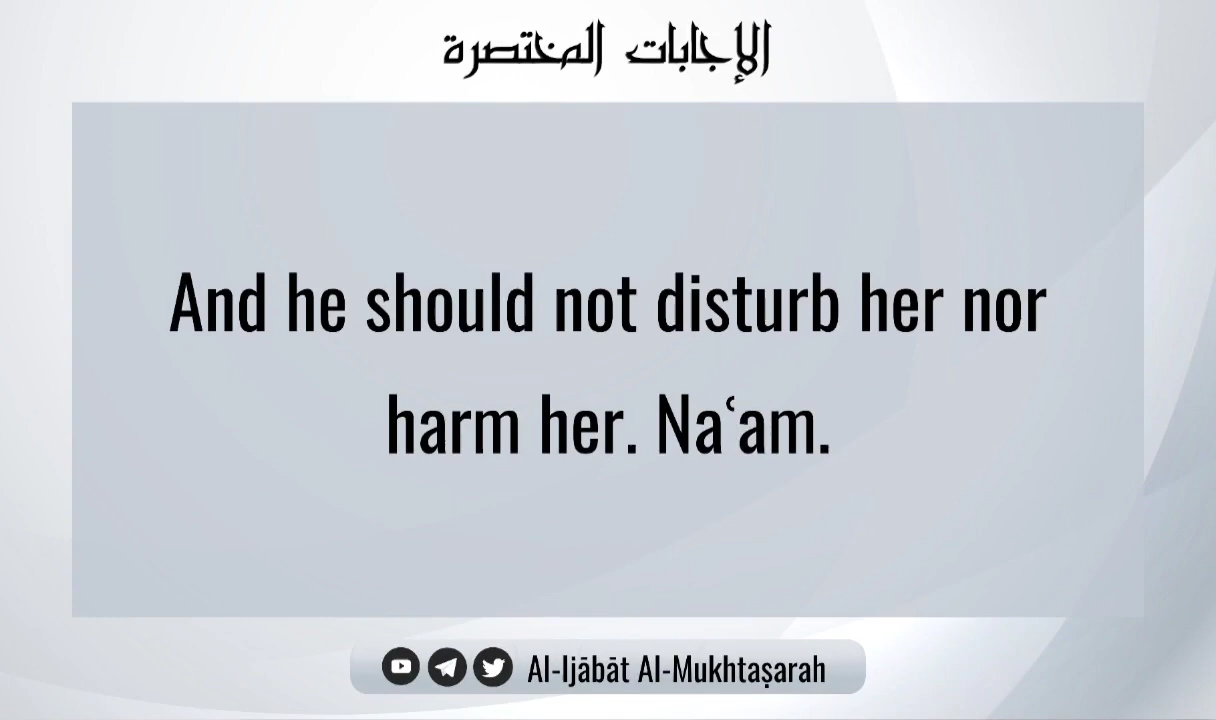 الإجابات المختصرة
And he should not disturb her nor
harm her. Naʿam.
Al-Ijābāt Al-Mukhtaṣarah